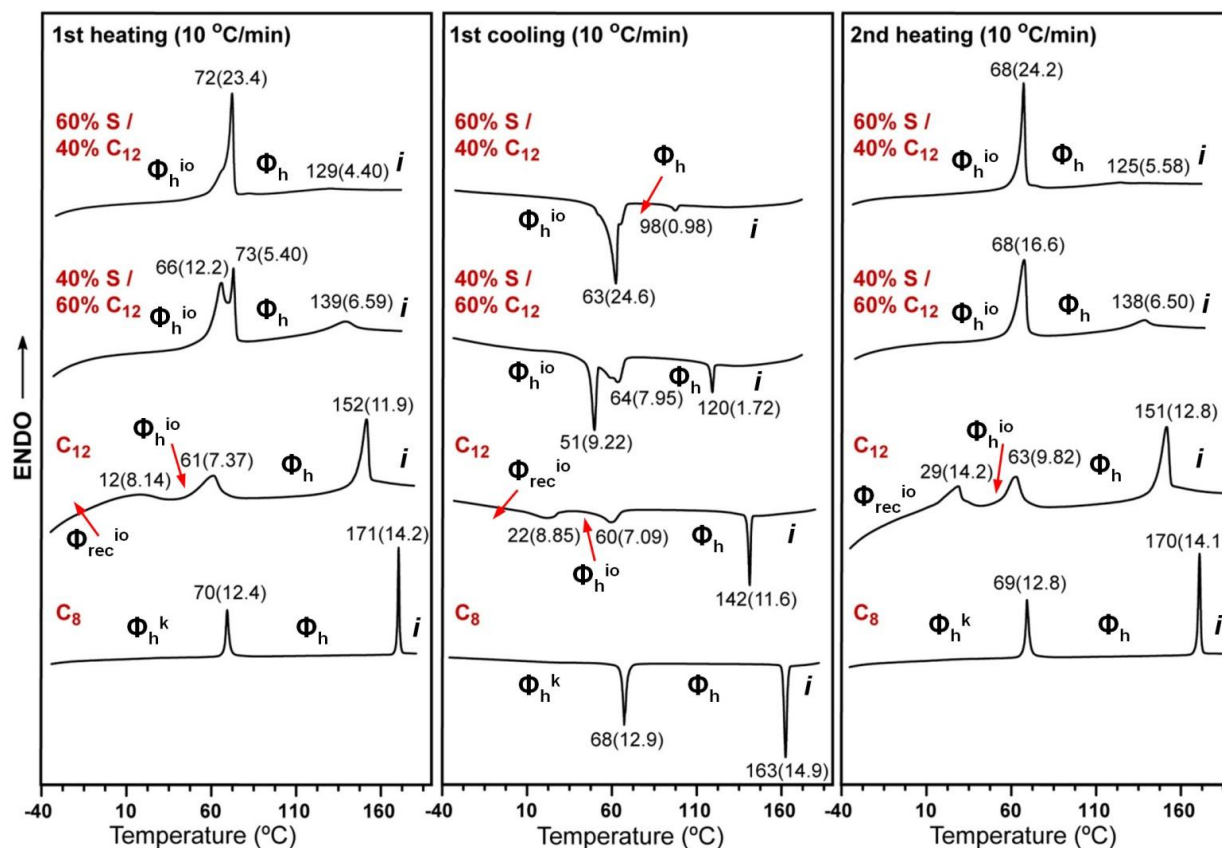 ENDO →
1st heating (10 °C/min)
72(23.4)
60% S /
40% C₁₂
Φₕⁱᵒ
Φₕ
129(4.40)
i
40% S /
60% C₁₂
66(12.2)
73(5.40)
Φₕⁱᵒ
Φₕ
139(6.59)
i
C₁₂
Φₕⁱᵒ
12(8.14)
61(7.37)
152(11.9)
Φₕ
i
Φrecⁱᵒ
C₈
Φₕᵏ
70(12.4)
Φₕ
171(14.2)
i
-40 10 60 110 160
Temperature (ºC)
1st cooling (10 °C/min)
60% S /
40% C₁₂
Φₕ
Φₕⁱᵒ
98(0.98)
i
63(24.6)
40% S /
60% C₁₂
Φₕⁱᵒ
64(7.95)
Φₕ
120(1.72)
i
51(9.22)
C₁₂
Φrecⁱᵒ
22(8.85)
60(7.09)
Φₕⁱᵒ
Φₕ
i
142(11.6)
C₈
Φₕᵏ
Φₕ
i
68(12.9)
163(14.9)
-40 10 60 110 160
Temperature (ºC)
2nd heating (10 °C/min)
68(24.2)
60% S /
40% C₁₂
Φₕⁱᵒ
Φₕ
125(5.58)
i
68(16.6)
40% S /
60% C₁₂
Φₕⁱᵒ
Φₕ
138(6.50)
i
C₁₂
Φₕⁱᵒ
29(14.2)
63(9.82)
151(12.8)
Φₕ
i
Φrecⁱᵒ
C₈
Φₕᵏ
69(12.8)
Φₕ
170(14.1
i
-40 10 60 110 160
Temperature (ºC)